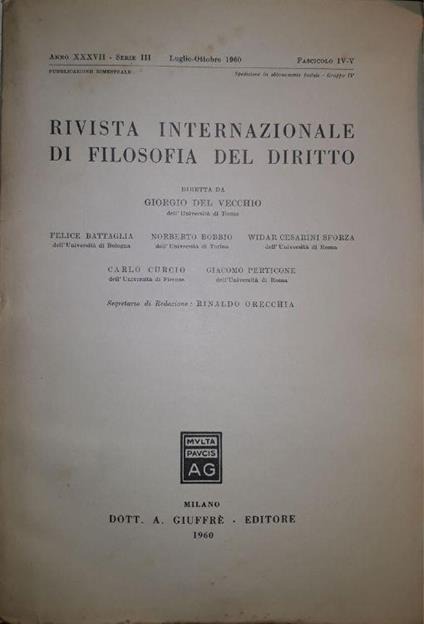 ANNO XXXVII - SERIE III Luglio-Ottobre 1960 FASCICOLO IV-V
PUBBLICAZIONE BIMESTRALE Spedizione in abbonamento postale - Gruppo IV
RIVISTA INTERNAZIONALE
DI FILOSOFIA DEL DIRITTO
DIRETTA DA
GIORGIO DEL VECCHIO
dell'Università di Roma
FELICE BATTAGLIA NORBERTO BOBBIO WIDAR CESARINI SFORZA
dell'Università di Bologna dell'Università di Torino dell'Università di Roma
CARLO CURCIO GIACOMO PERTICONE
dell'Università di Firenze dell'Università di Roma
Segretario di Redazione: RINALDO ORECCHIA
MVLTA
PAVCIS
AG
MILANO
DOTT. A. GIUFFRÈ - EDITORE
1960